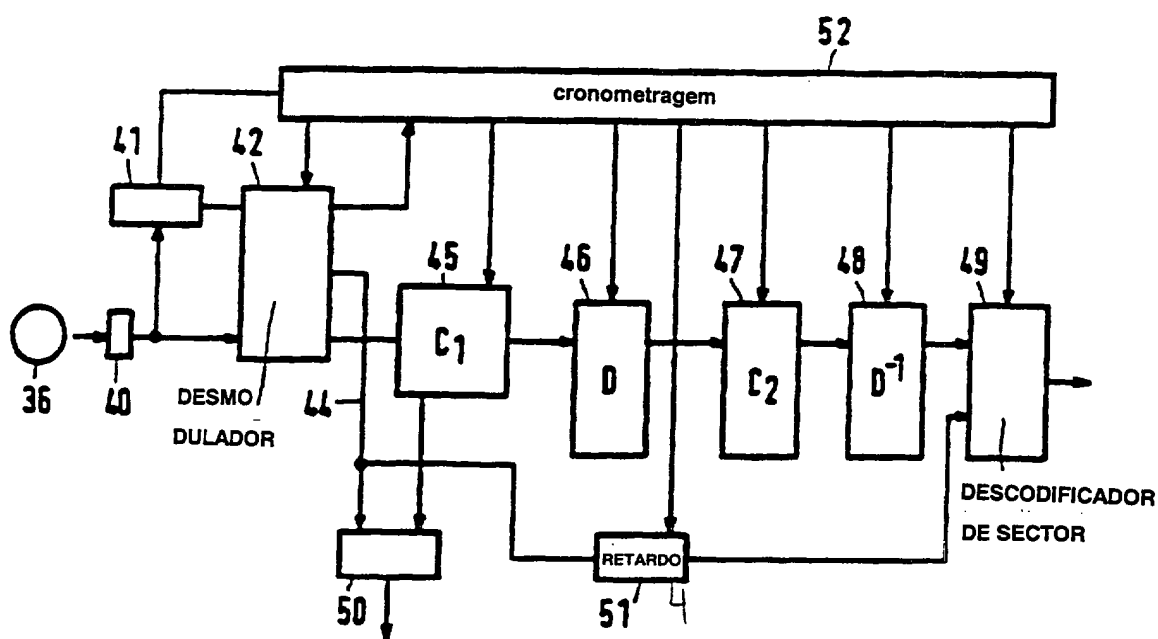 52
cronometragem
41
42
45
46
47
48
49
C1
D
C2
D-1
36
40
DESMO
DULADOR
44
DESCODIFICADOR
DE SECTOR
RETARDO
50
51